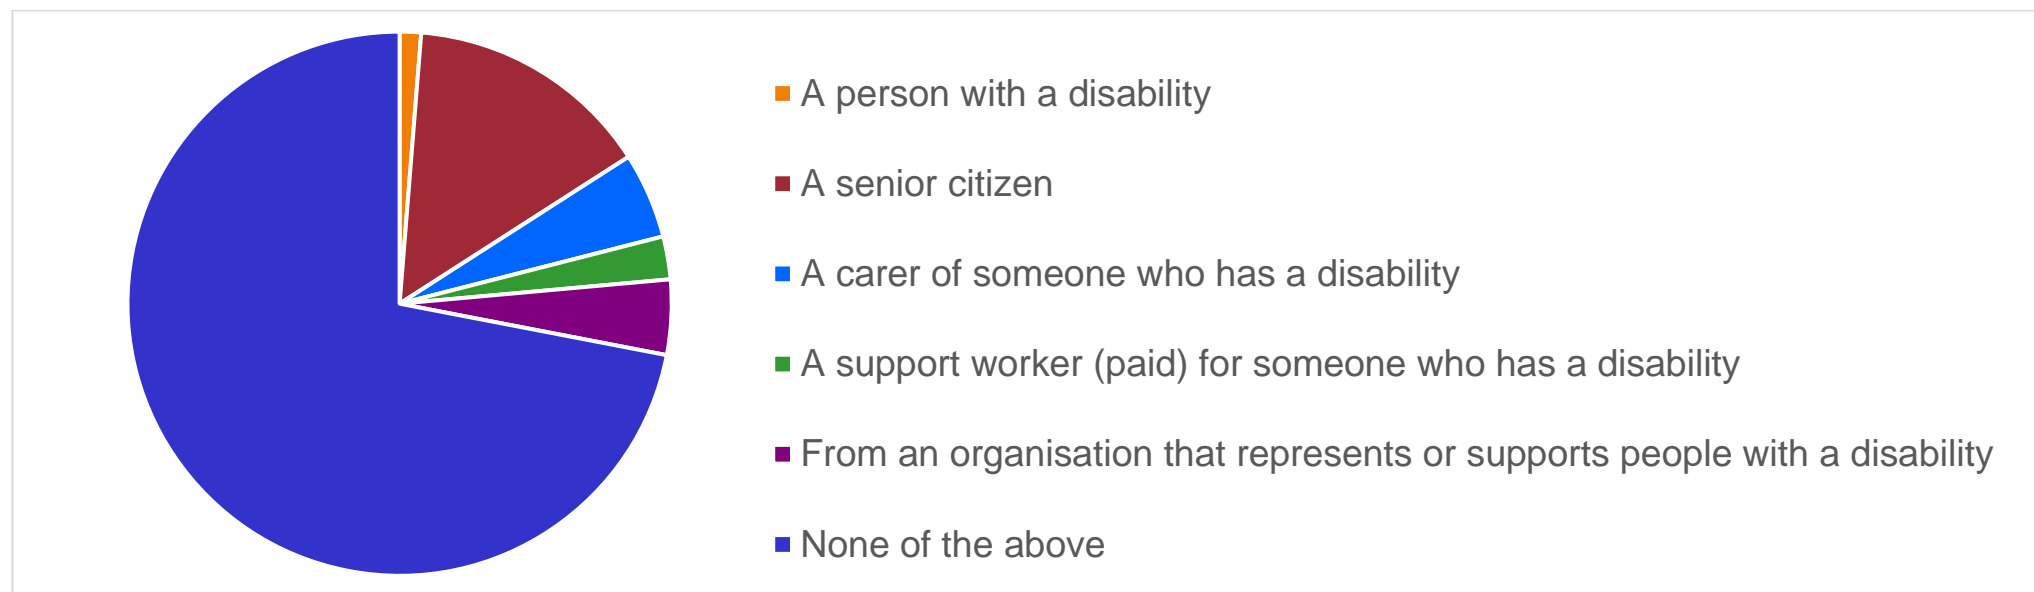 A person with a disability
A senior citizen
A carer of someone who has a disability
A support worker (paid) for someone who has a disability
From an organisation that represents or supports people with a disability
None of the above